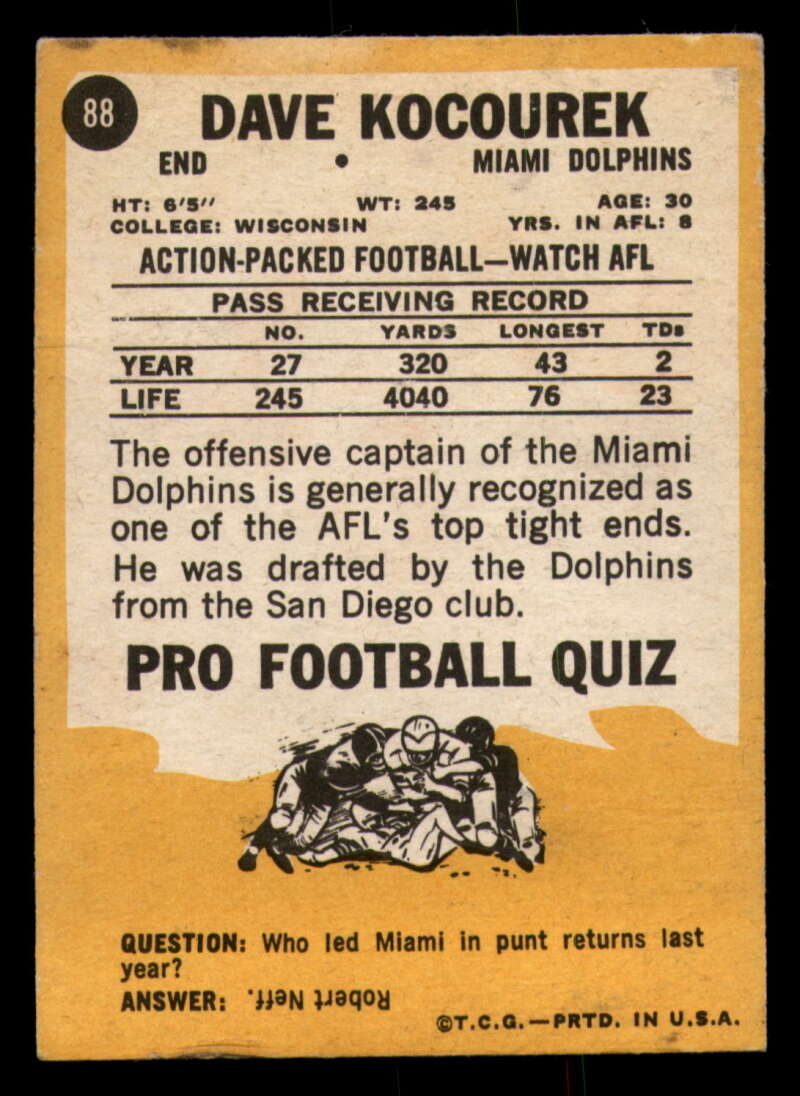 88
DAVE KOCOUREK
END • MIAMI DOLPHINS
HT: 6'5" WT: 245 AGE: 30
COLLEGE: WISCONSIN YRS. IN AFL: 8
ACTION-PACKED FOOTBALL—WATCH AFL
PASS RECEIVING RECORD
NO. YARDS LONGEST TDs
YEAR 27 320 43 2
LIFE 245 4040 76 23
The offensive captain of the Miami
Dolphins is generally recognized as
one of the AFL's top tight ends.
He was drafted by the Dolphins
from the San Diego club.
PRO FOOTBALL QUIZ
QUESTION: Who led Miami in punt returns last
year?
ANSWER: Robert Neff.
©T.C.G.—PRTD. IN U.S.A.